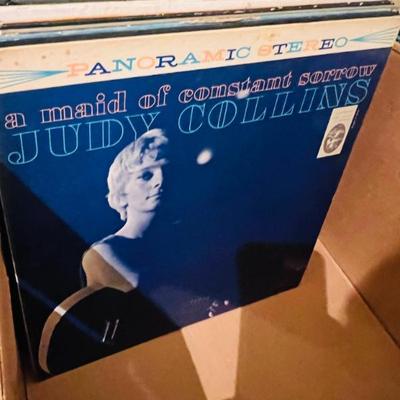 PANORAMIC STEREO
a maid of constant sorrow
JUDY COLLINS